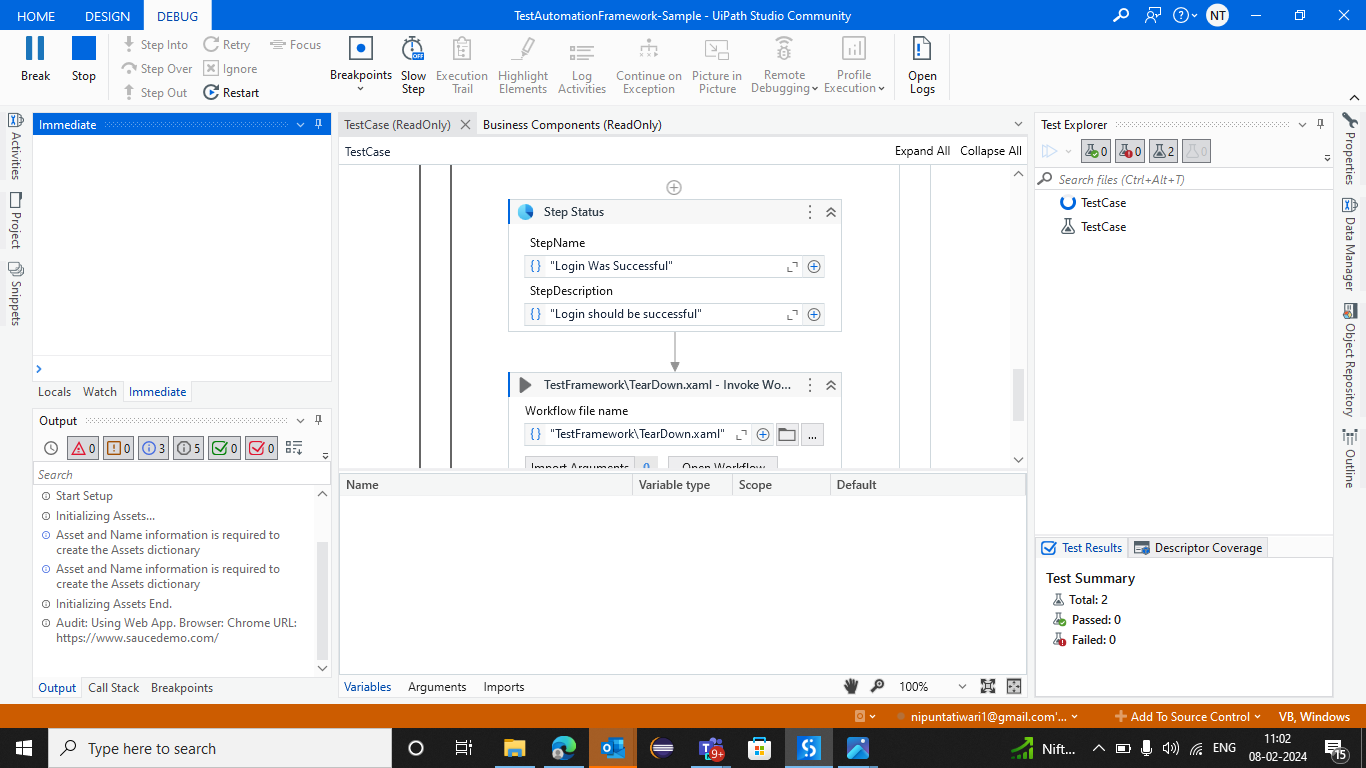 HOME DESIGN DEBUG TestAutomationFramework-Sample - UiPath Studio Community NT
Break
Stop
Step Into
Step Over
Step Out
Retry
Ignore
Restart
Focus
Breakpoints
OFF
Slow
Step
Execution
Trail
Highlight
Elements
Log
Activities
Continue on
Exception
Picture in
Picture
Remote
Debugging
Profile
Execution
Open
Logs
Activities
Project
Snippets
Immediate
Locals Watch Immediate
Output
0 0 3 5 0 0
Search
Start Setup
Initializing Assets...
Asset and Name information is required to
create the Assets dictionary
Asset and Name information is required to
create the Assets dictionary
Initializing Assets End.
Audit: Using Web App. Browser: Chrome URL:
https://www.saucedemo.com/
Output Call Stack Breakpoints
TestCase (ReadOnly) Business Components (ReadOnly)
TestCase Expand All Collapse All
Step Status
StepName
{ } "Login Was Successful"
StepDescription
{ } "Login should be successful"
TestFramework\TearDown.xaml - Invoke Wo...
Workflow file name
{ } "TestFramework\TearDown.xaml" ...
Import Arguments 0 Open Workflow
Name Variable type Scope Default
Variables Arguments Imports 100%
Test Explorer
0 0 2 0
Search files (Ctrl+Alt+T)
TestCase
TestCase
Test Results Descriptor Coverage
Test Summary
Total: 2
Passed: 0
Failed: 0
Properties
Data Manager
Object Repository
Outline
nipuntatiwari1@gmail.com'... Add To Source Control VB, Windows
Type here to search
9+
Nift...
ENG
11:02
08-02-2024
15